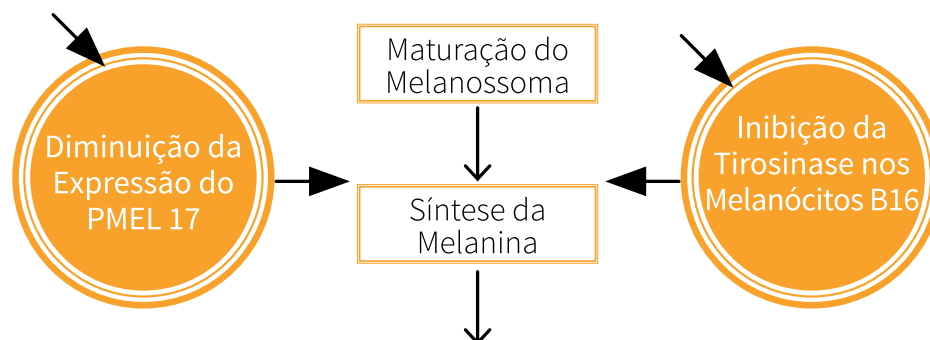 Diminuição da
Expressão do
PMEL 17
Maturação do
Melanossoma
Síntese da
Melanina
Inibição da
Tirosinase nos
Melanócitos B16